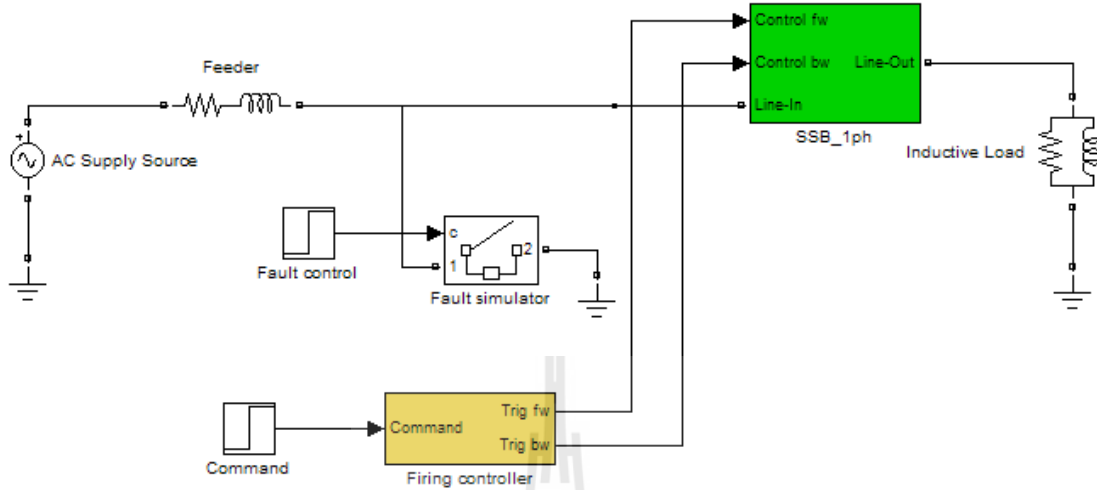 Control fw
Feeder
Control bw
Line-Out
Line-In
+
AC Supply Source
SSB_1ph
Inductive Load
c
2
1
Fault control
Fault simulator
Trig fw
Command
Trig bw
Command
Firing controller